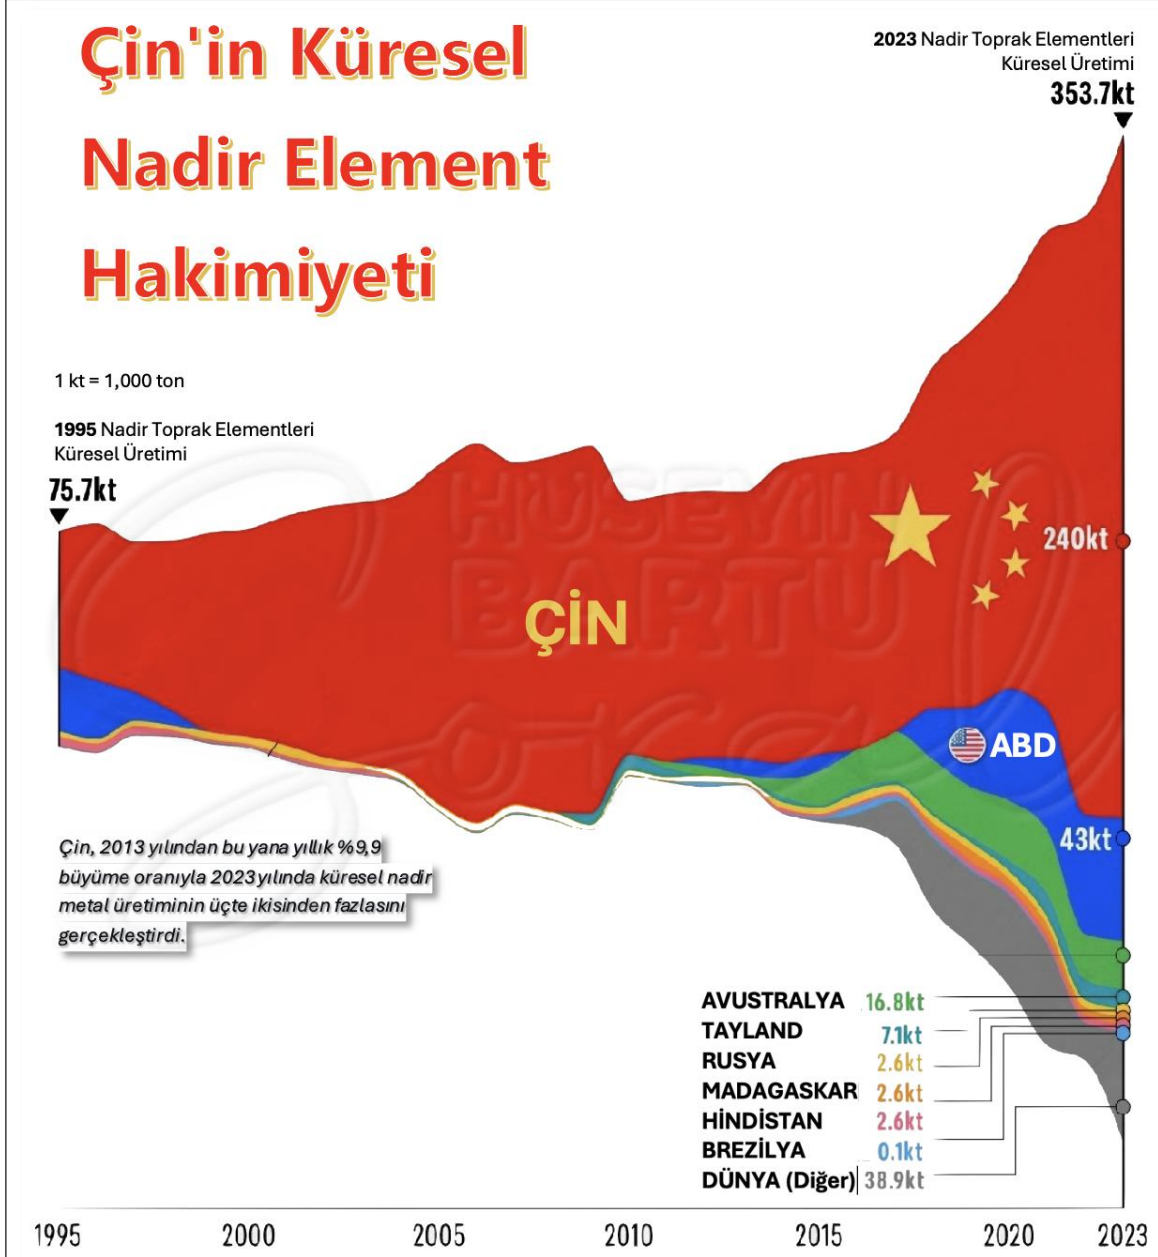 Çin'in Küresel
Nadir Element
Hakimiyeti
2023 Nadir Toprak Elementleri
Küresel Üretimi
353.7kt
1 kt = 1,000 ton
1995 Nadir Toprak Elementleri
Küresel Üretimi
75.7kt
HÜSEYİN
BARTU
ÇİN
240kt
ABD
43kt
Çin, 2013 yılından bu yana yıllık %9,9
büyüme oranıyla 2023 yılında küresel nadir
metal üretiminin üçte ikisinden fazlasını
gerçekleştirdi.
AVUSTRALYA 16.8kt
TAYLAND 7.1kt
RUSYA 2.6kt
MADAGASKAR 2.6kt
HİNDİSTAN 2.6kt
BREZİLYA 0.1kt
DÜNYA (Diğer) 38.9kt
1995 2000 2005 2010 2015 2020 2023